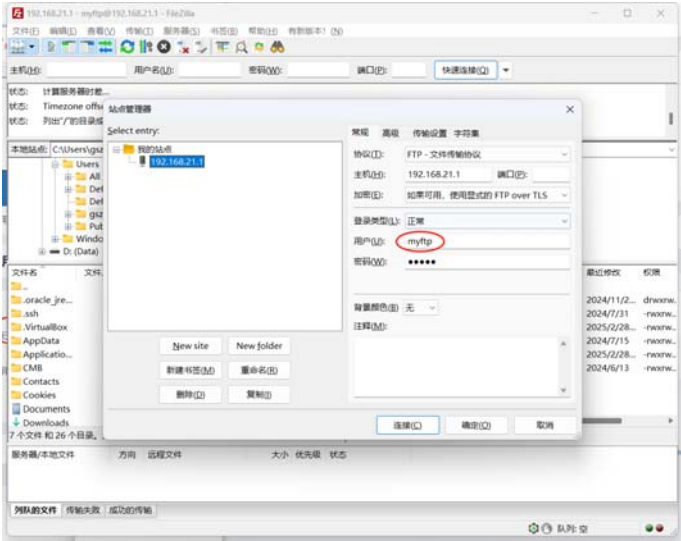 192.168.21.1 - myftp@192.168.21.1 - FileZilla
文件(F) 编辑(E) 查看(V) 传输(T) 服务器(S) 书签(B) 帮助(H) 有新版本! (N)
主机(H): 用户名(U): 密码(W): 端口(P): 快速连接(Q)
状态: 计算服务器时差...
状态: Timezone offs
状态: 列出"/"的目录成
本地站点: C:\Users\gsz
Users
All
Def
Def
gsz
Pub
Windo
D: (Data)
文件名 文件
最近修改 权限
..
.oracle_jre...
.ssh
.VirtualBox
AppData
Applicatio...
CMB
Contacts
Cookies
Documents
Downloads
2024/11/2... drwxrw...
2024/7/31 -rwxrw...
2025/2/28... -rwxrw...
2024/7/15 -rwxrw...
2025/2/28... -rwxrw...
2024/6/13 -rwxrw...
7 个文件 和 26 个目录。
站点管理器
Select entry:
我的站点
192.168.21.1
New site New folder
新建书签(M) 重命名(R)
删除(D) 复制(I)
常规 高级 传输设置 字符集
协议(T): FTP - 文件传输协议
主机(H): 192.168.21.1 端口(P):
加密(E): 如果可用，使用显式的 FTP over TLS
登录类型(L): 正常
用户(U): myftp
密码(W): ●●●●●
背景颜色(B) 无
注释(M):
连接(C) 确定(O) 取消
服务器/本地文件 方向 远程文件 大小 优先级 状态
列队的文件 传输失败 成功的传输
队列: 空